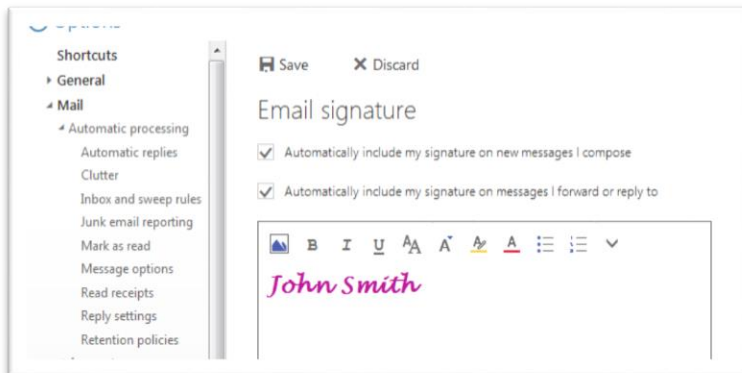 Options
Shortcuts
General
Mail
Automatic processing
Automatic replies
Clutter
Inbox and sweep rules
Junk email reporting
Mark as read
Message options
Read receipts
Reply settings
Retention policies
Save
Discard
Email signature
Automatically include my signature on new messages I compose
Automatically include my signature on messages I forward or reply to
B I U AA A A A
John Smith